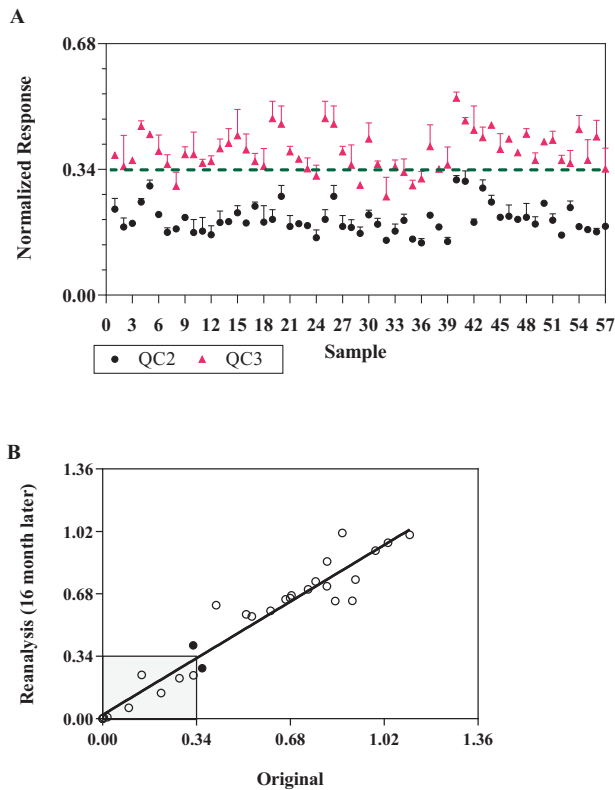 A
0.68
0.34
0.00
Normalized Response
0 3 6 9 12 15 18 21 24 27 30 33 36 39 42 45 48 51 54 57
Sample
QC2 QC3
B
1.36
1.02
0.68
0.34
0.00
Reanalysis (16 month later)
0.00 0.34 0.68 1.02 1.36
Original